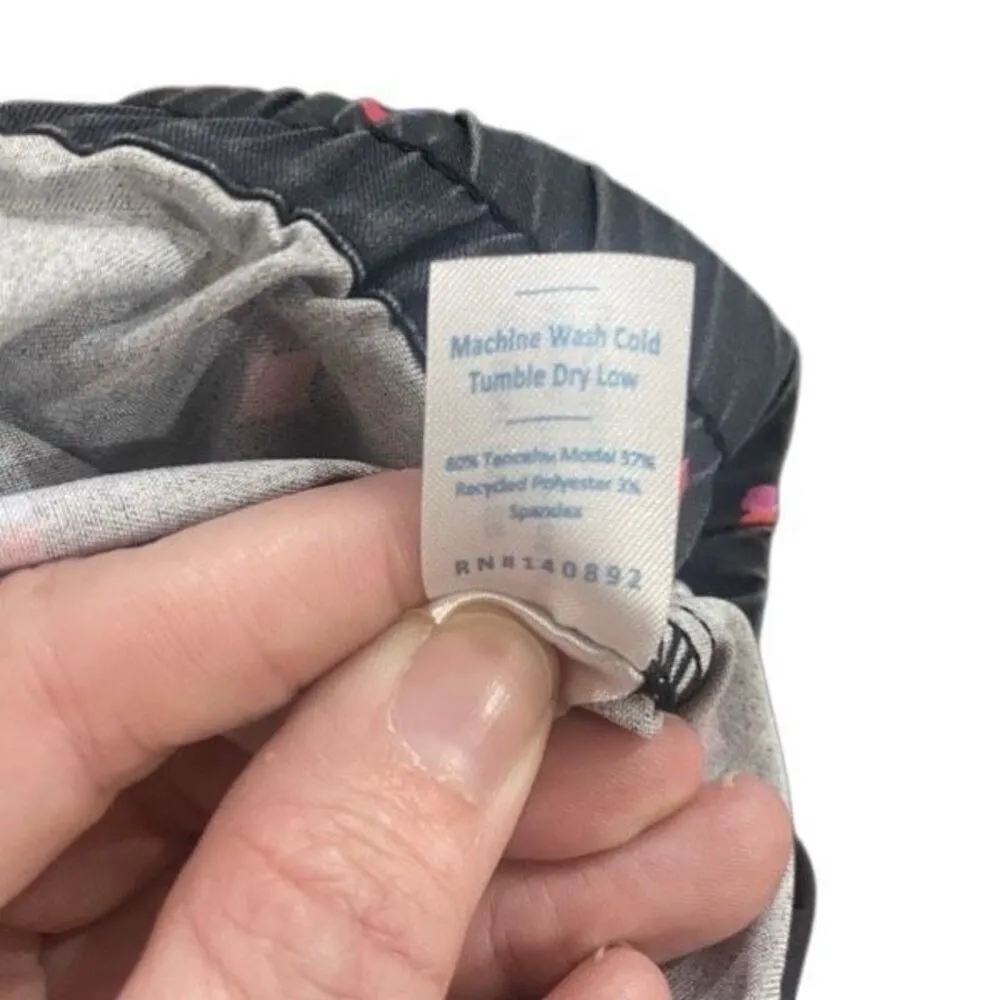 Machine Wash Cold
Tumble Dry Low
60% Tencel™ Modal 37%
Recycled Polyester 3%
Spandex
RN#140892